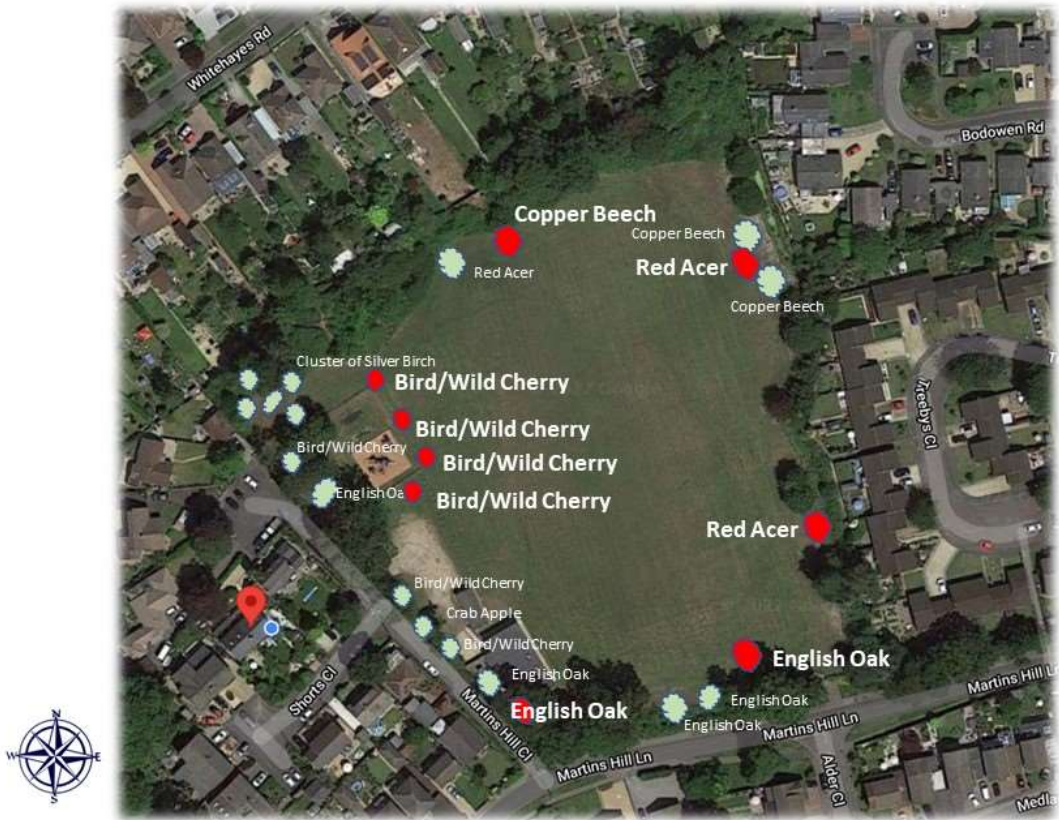 Whitehayes Rd
Bodowen Rd
Copper Beech
Copper Beech
Red Acer
Red Acer
Copper Beech
Cluster of Silver Birch
Bird/Wild Cherry
Bird/Wild Cherry
Bird/Wild Cherry
Bird/Wild Cherry
English Oa
Bird/Wild Cherry
Treebys Cl
T
Red Acer
Bird/Wild Cherry
Crab Apple
Bird/Wild Cherry
English Oak
English Oak
English Oak
English Oak
English Oak
Shorts Cl
Martins Hill Cl
Martins Hill Ln
Martins Hill Ln
Martins Hill Ln
Alder Cl
Medla
N
W
E
S